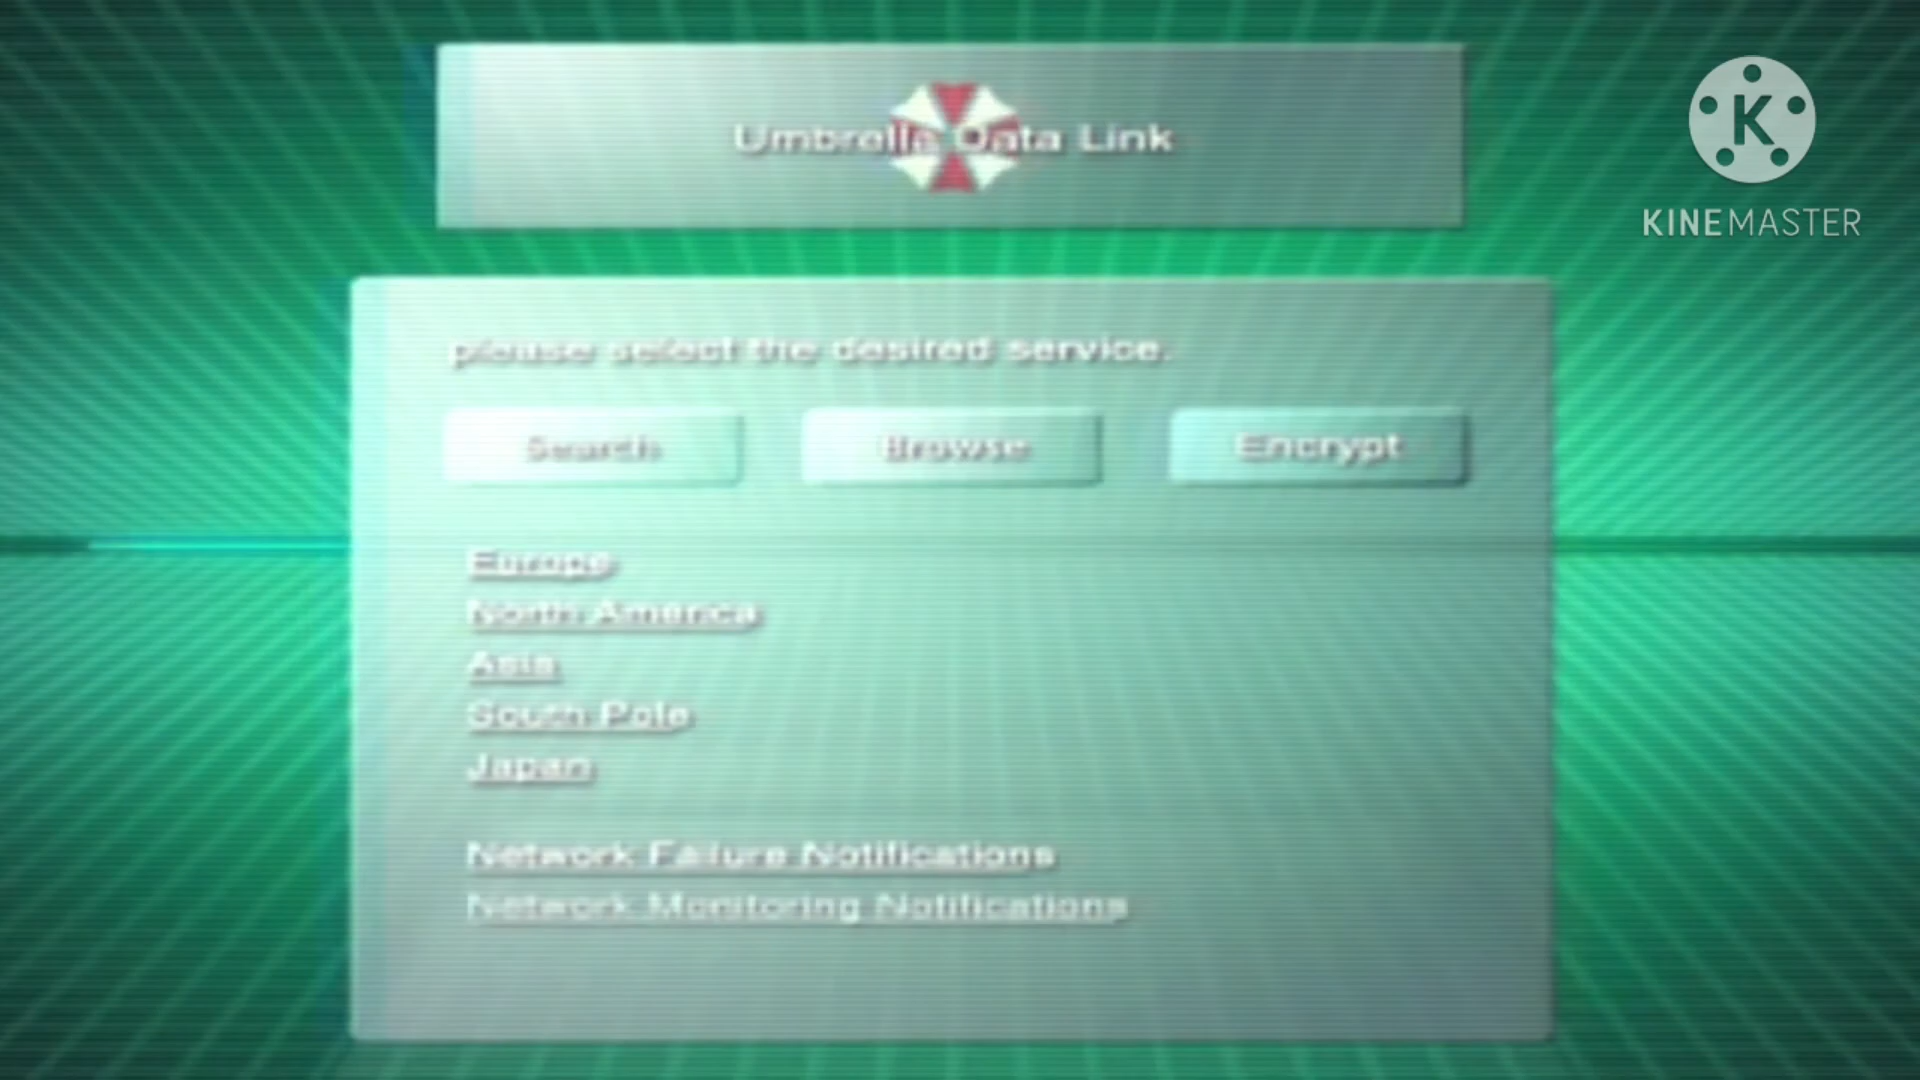 Umbrella Data Link
K
KINEMASTER
please select the desired service.
Search Browse Encrypt
Europe
North America
Asia
South Pole
Japan
Network Failure Notifications
Network Monitoring Notifications